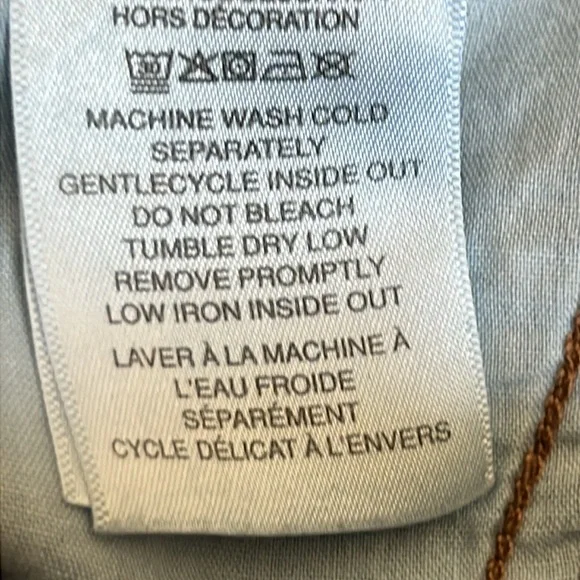 HORS DÉCORATION
30
MACHINE WASH COLD
SEPARATELY
GENTLECYCLE INSIDE OUT
DO NOT BLEACH
TUMBLE DRY LOW
REMOVE PROMPTLY
LOW IRON INSIDE OUT
LAVER À LA MACHINE À
L'EAU FROIDE
SÉPARÉMENT
CYCLE DÉLICAT À L'ENVERS